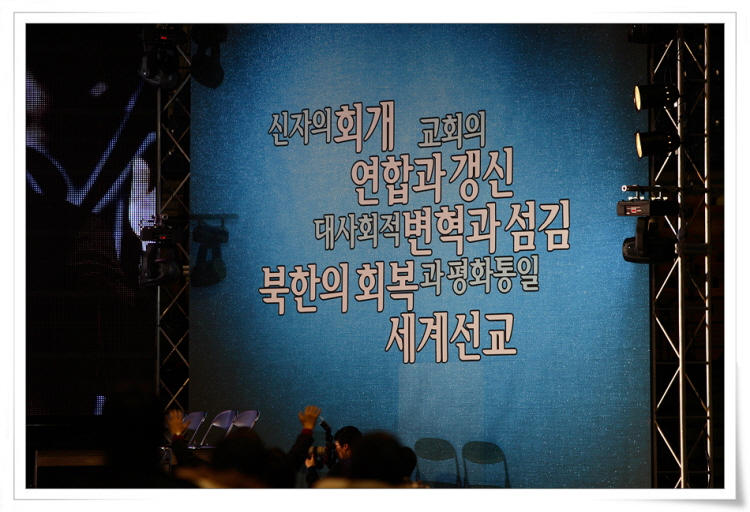 신자의 회개 교회의
연합과 갱신
대사회적 변혁과 섬김
북한의 회복과 평화통일
세계선교